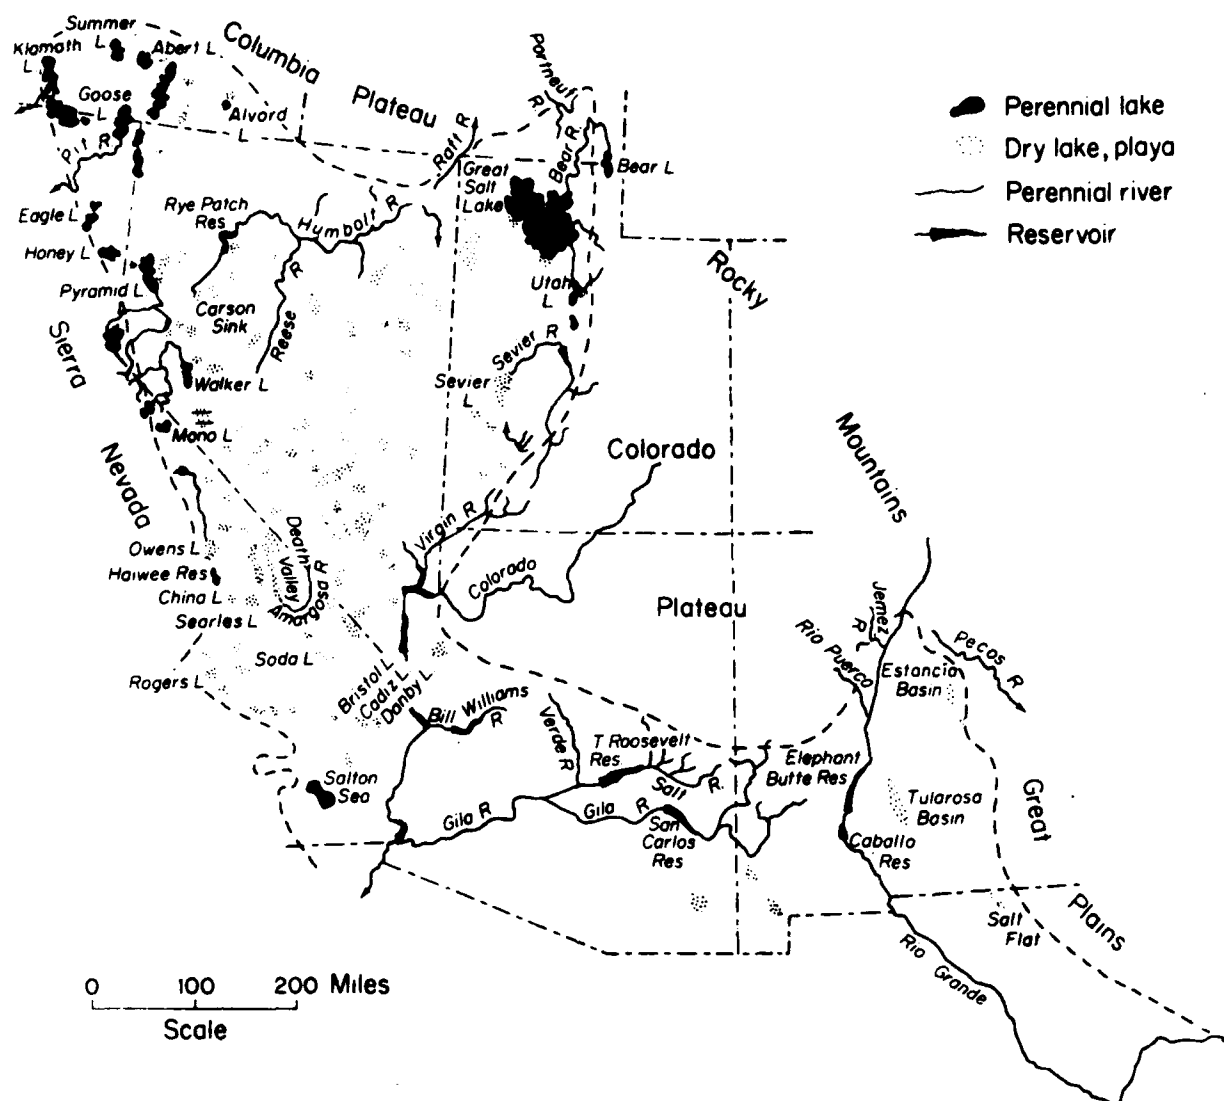 Summer
L
Klamath
L
Abert L
Goose
L
Pit R
Columbia
Plateau
Alvord
L
Portneuf
R
Raft R
Bear R
Bear L
Great
Salt
Lake
Perennial lake
Dry lake, playa
Perennial river
Reservoir
Eagle L
Honey L
Pyramid L
Rye Patch
Res
Humbolt R
Carson
Sink
Reese R
Utah
L
Rocky
Mountains
Sierra
Nevada
Walker L
Mono L
Sevier R
Sevier
L
Colorado
Plateau
Virgin R
Colorado
Owens L
Haiwee Res
China L
Searles L
Death
Valley
Amargosa R
Soda L
Rogers L
Bristol L
Cadiz L
Danby L
Bill Williams
R
Verde R
T Roosevelt
Res
Salt R
Salton
Sea
Gila R
Gila R
San
Carlos
Res
Jemez
R
Rio Puerco
Pecos R
Estancia
Basin
Elephant
Butte Res
Tularosa
Basin
Caballo
Res
Great
Plains
Salt
Flat
Rio Grande
0 100 200 Miles
Scale